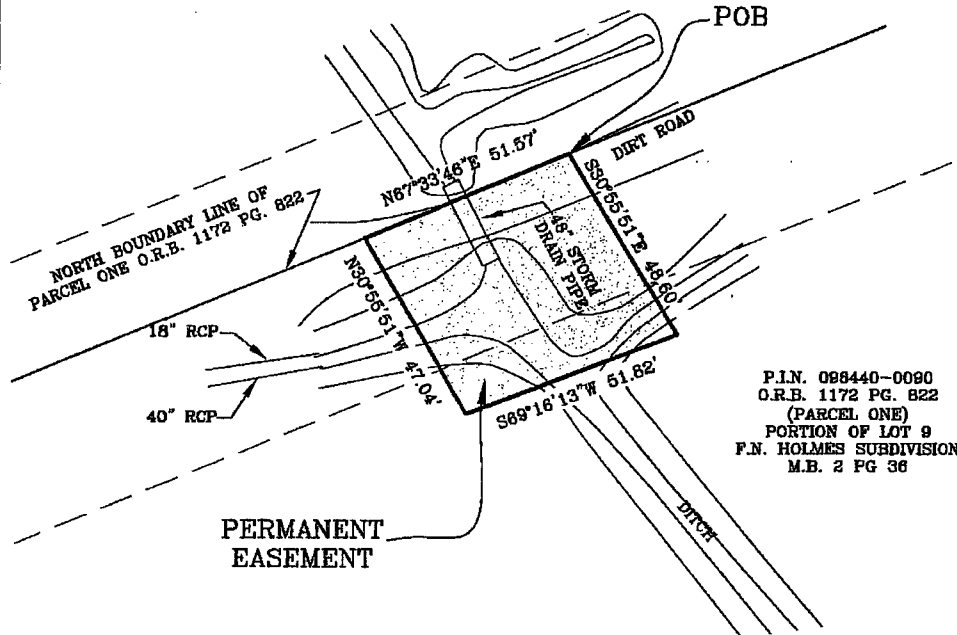 POB
DIRT ROAD
N67°33'46"E 51.57'
S30°55'51"E 48.60'
NORTH BOUNDARY LINE OF
PARCEL ONE O.R.B. 1172 PG. 822
48" STORM
DRAIN PIPE
N30°55'51"W 47.04'
18" RCP
40" RCP
S69°16'13"W 51.82'
P.I.N. 098440-0090
O.R.B. 1172 PG. 822
(PARCEL ONE)
PORTION OF LOT 9
F.N. HOLMES SUBDIVISION
M.B. 2 PG 36
PERMANENT
EASEMENT
DITCH